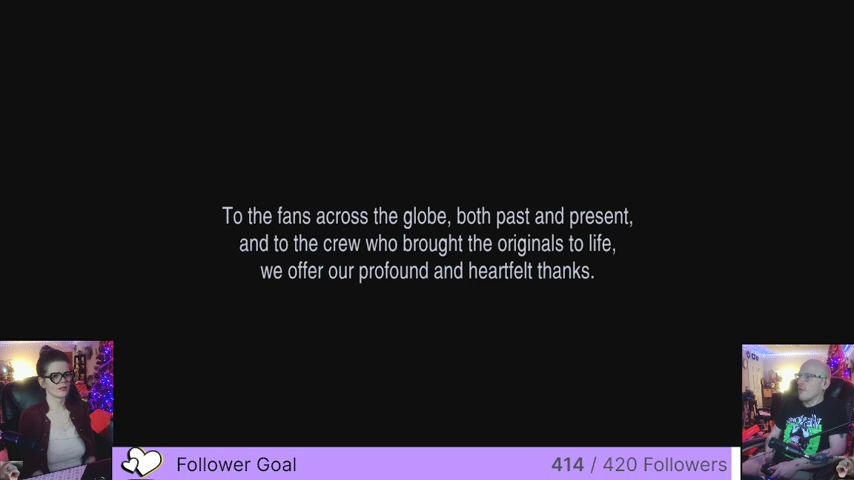 To the fans across the globe, both past and present,
and to the crew who brought the originals to life,
we offer our profound and heartfelt thanks.
Follower Goal
414 / 420 Followers